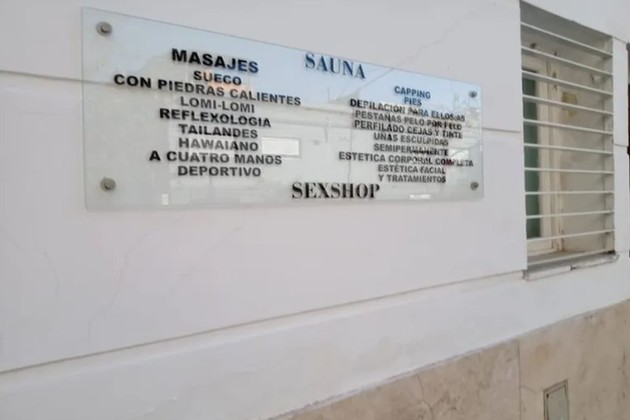 SAUNA
MASAJES
SUECO
CON PIEDRAS CALIENTES
LOMI-LOMI
REFLEXOLOGIA
TAILANDES
HAWAIANO
A CUATRO MANOS
DEPORTIVO
CAPPING
PIES
DEPILACION PARA ELLOS/AS
PESTAÑAS PELO POR PELO
PERFILADO CEJAS Y TINTE
UÑAS ESCULPIDAS
SEMIPERMANENTE
ESTETICA CORPORAL COMPLETA
ESTÉTICA FACIAL
Y TRATAMIENTOS
SEXSHOP